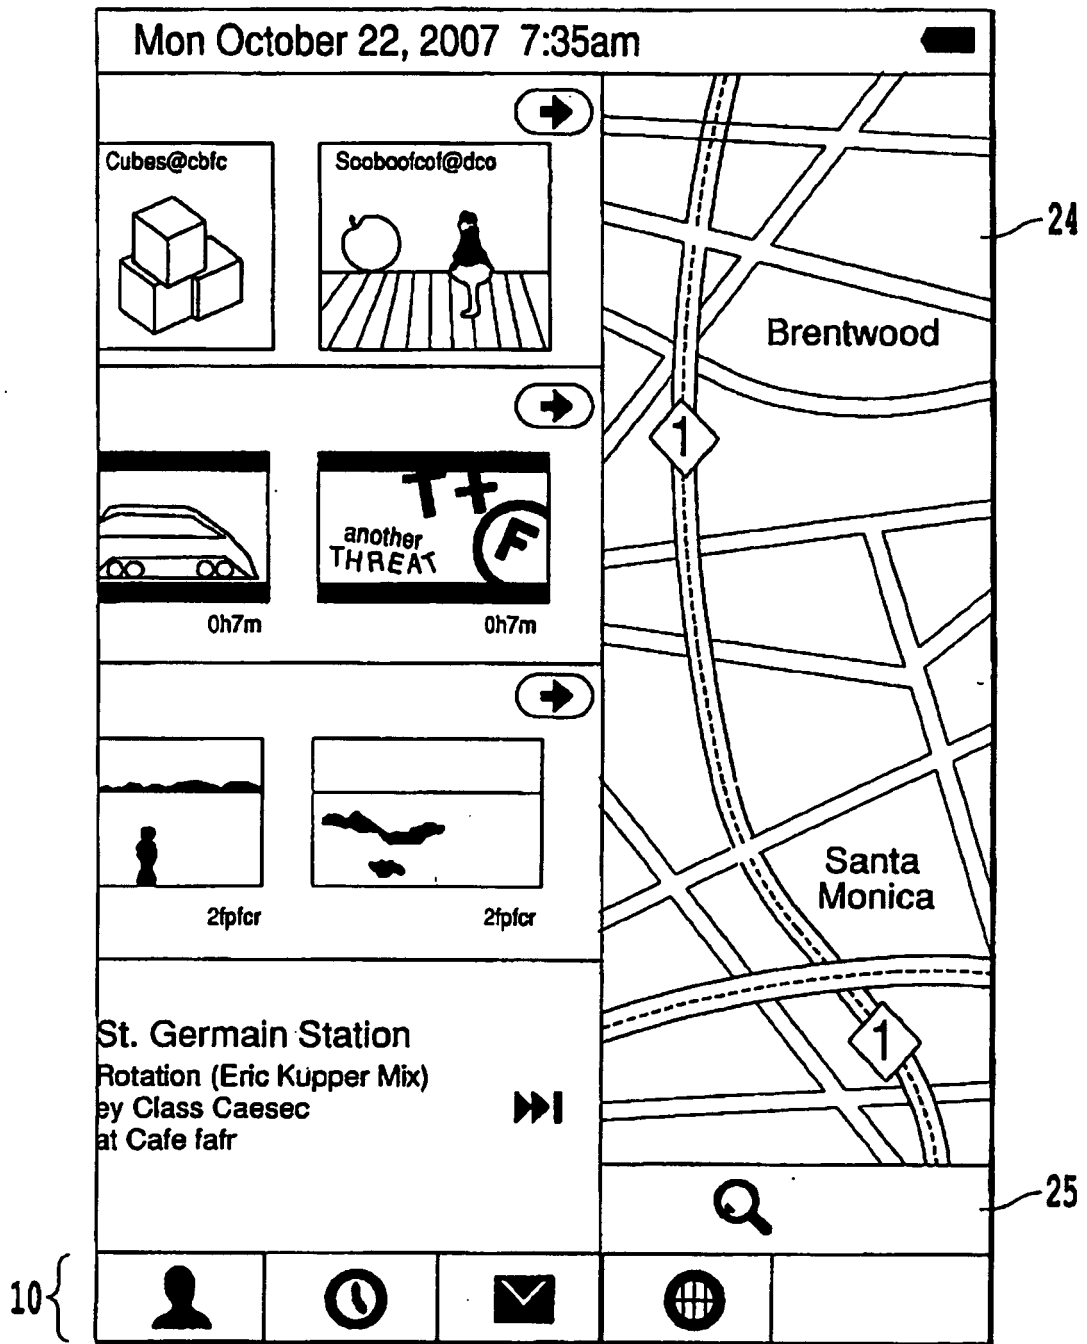 Mon October 22, 2007 7:35am
Cubes@cbfc
Scoboofcof@dco
24
Brentwood
1
T+
F
another
THREAT
0h7m
0h7m
Santa
Monica
2fpfcr
2fpfcr
1
St. Germain Station
Rotation (Eric Kupper Mix)
ey Class Caesec
at Cafe fafr
25
10